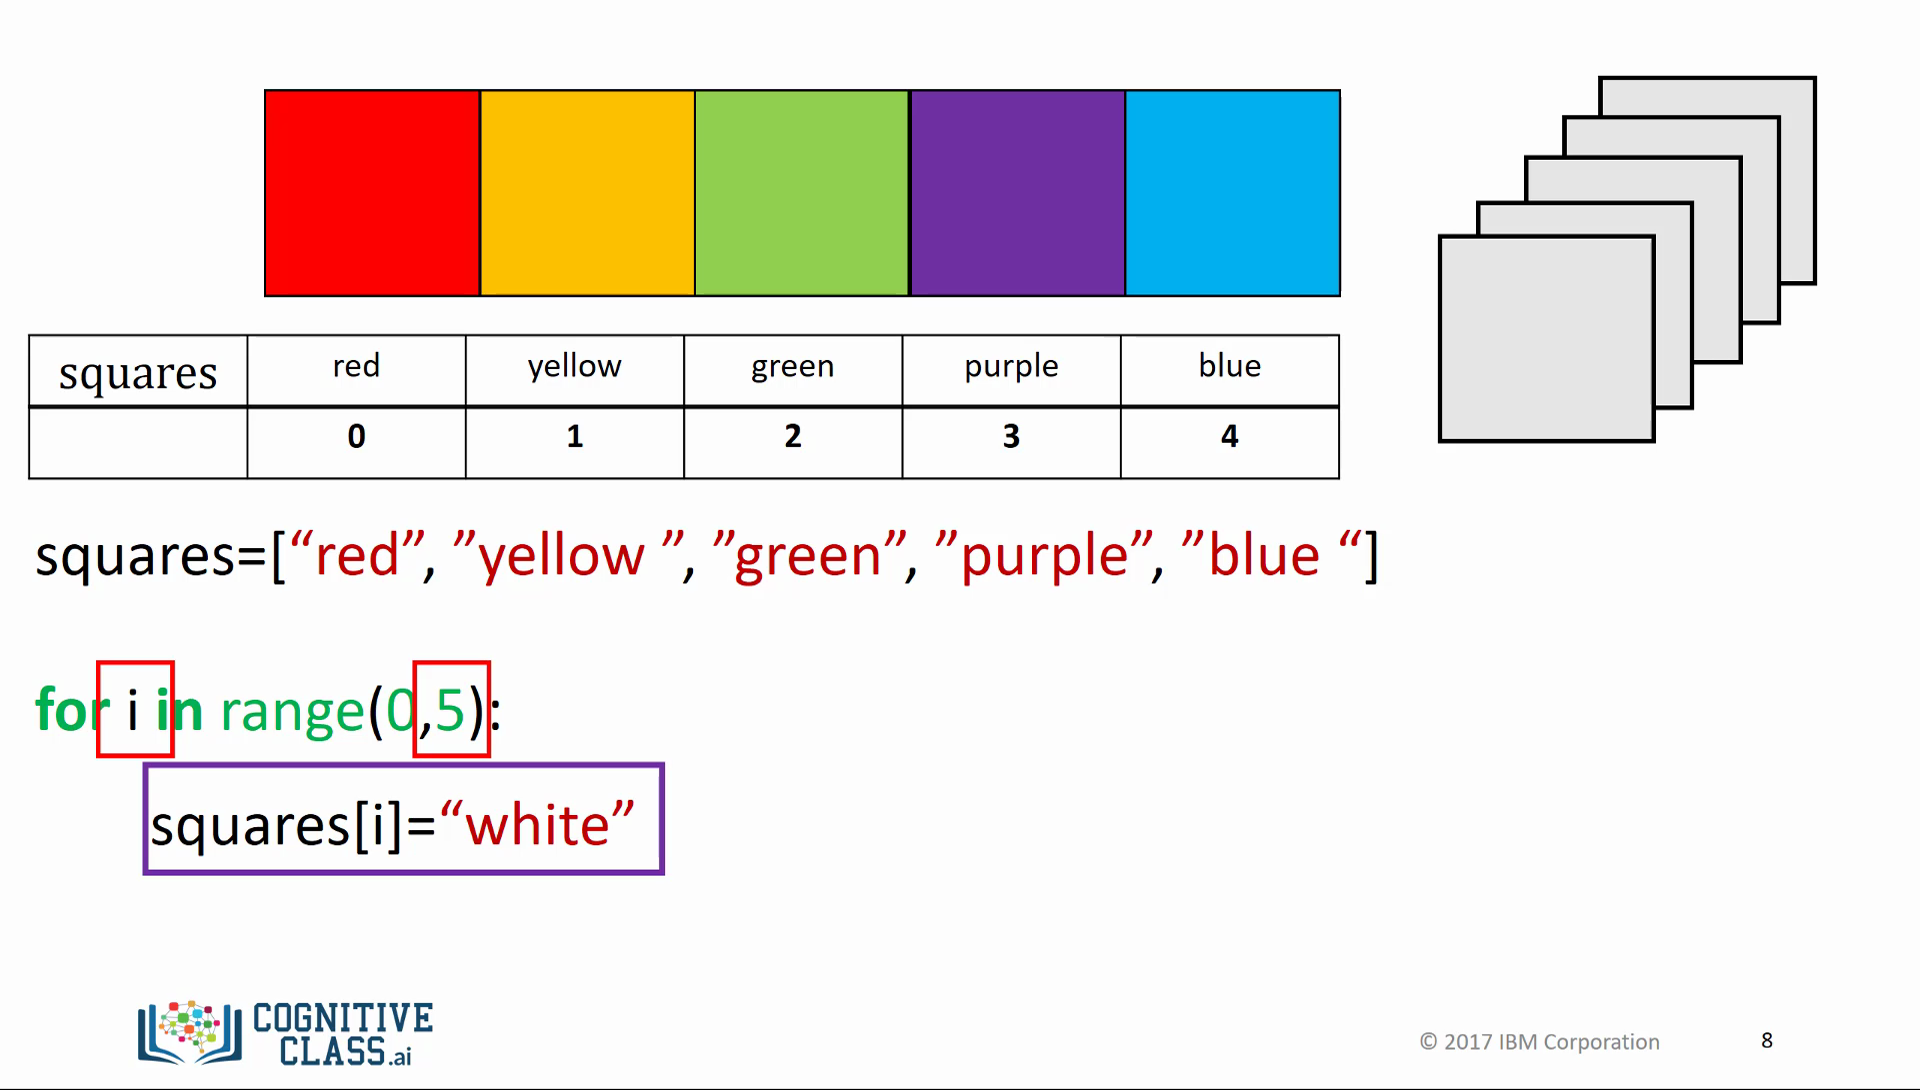 squares red yellow green purple blue
0 1 2 3 4
squares=[“red”, ”yellow ”, ”green”, ”purple”, ”blue “]
for i in range(0,5):
squares[i]=“white”
COGNITIVE
CLASS.ai
© 2017 IBM Corporation 8